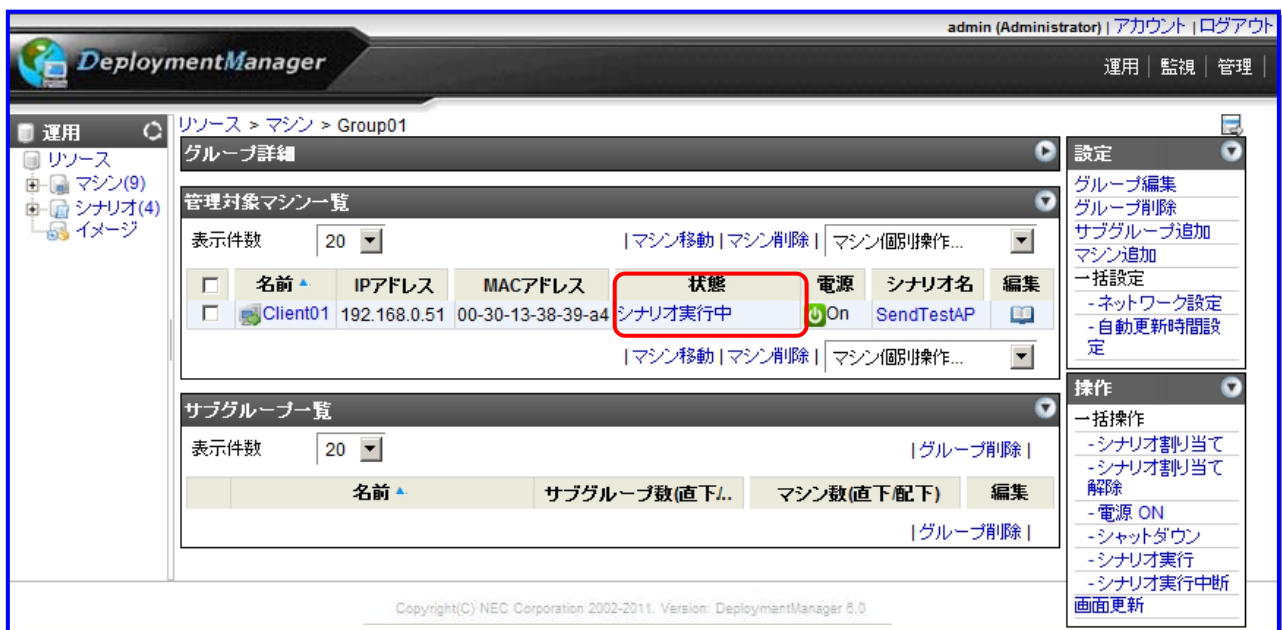 admin (Administrator) | アカウント | ログアウト
DeploymentManager
運用 | 監視 | 管理 |
運用
リソース
マシン(9)
シナリオ(4)
イメージ
リソース > マシン > Group01
グループ詳細
管理対象マシン一覧
表示件数 20 | マシン移動 | マシン削除 | マシン個別操作...
名前 IPアドレス MACアドレス 状態 電源 シナリオ名 編集
Client01 192.168.0.51 00-30-13-38-39-a4 シナリオ実行中 On SendTestAP
| マシン移動 | マシン削除 | マシン個別操作...
サブグループ一覧
表示件数 20 | グループ削除 |
名前 サブグループ数(直下/.. マシン数(直下/配下) 編集
| グループ削除 |
設定
グループ編集
グループ削除
サブグループ追加
マシン追加
一括設定
- ネットワーク設定
- 自動更新時間設
定
操作
一括操作
- シナリオ割り当て
- シナリオ割り当て
解除
- 電源 ON
- シャットダウン
- シナリオ実行
- シナリオ実行中断
画面更新
Copyright(C) NEC Corporation 2002-2011. Version: DeploymentManager 6.0